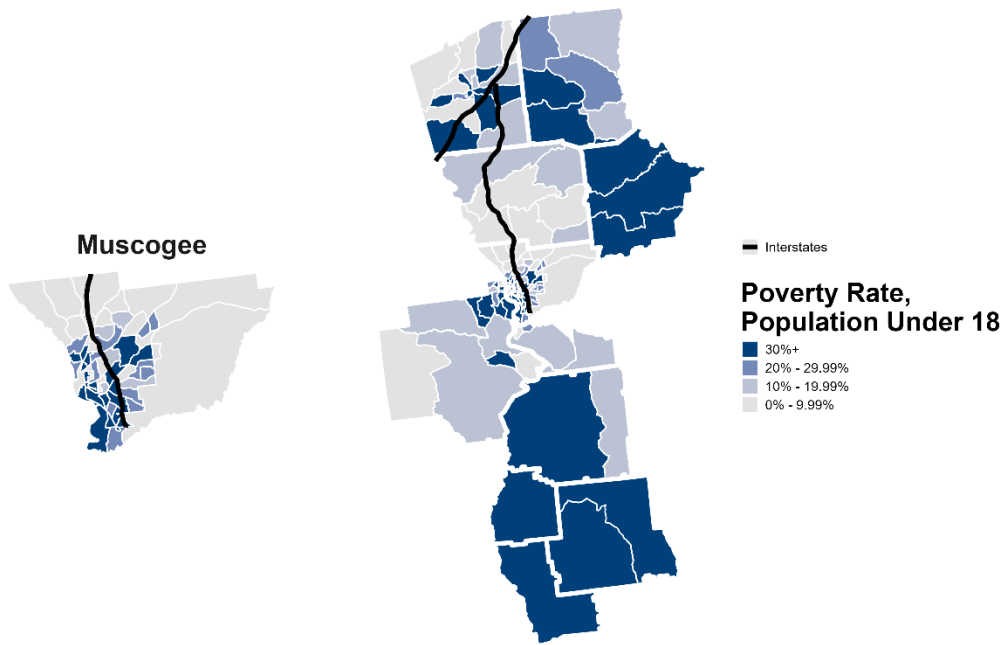 Muscogee
Interstates
Poverty Rate,
Population Under 18
30%+
20% - 29.99%
10% - 19.99%
0% - 9.99%